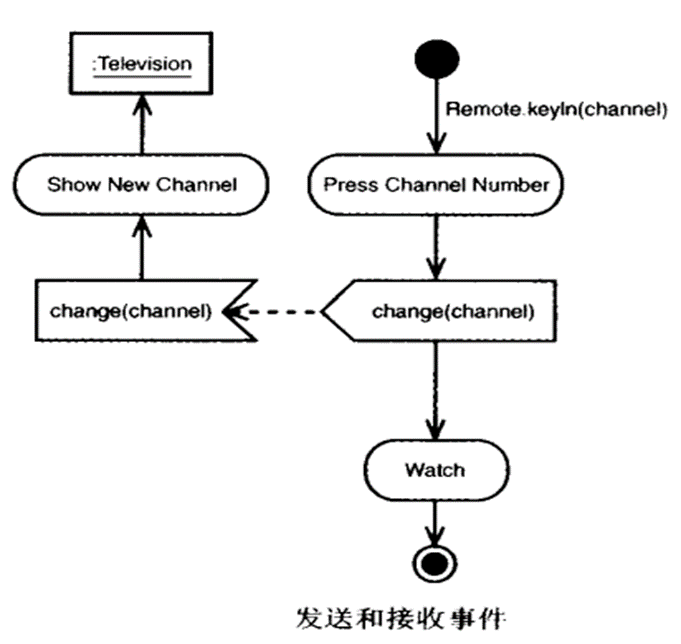 :Television
Remote.keyIn(channel)
Show New Channel
Press Channel Number
change(channel)
change(channel)
Watch
发送和接收事件